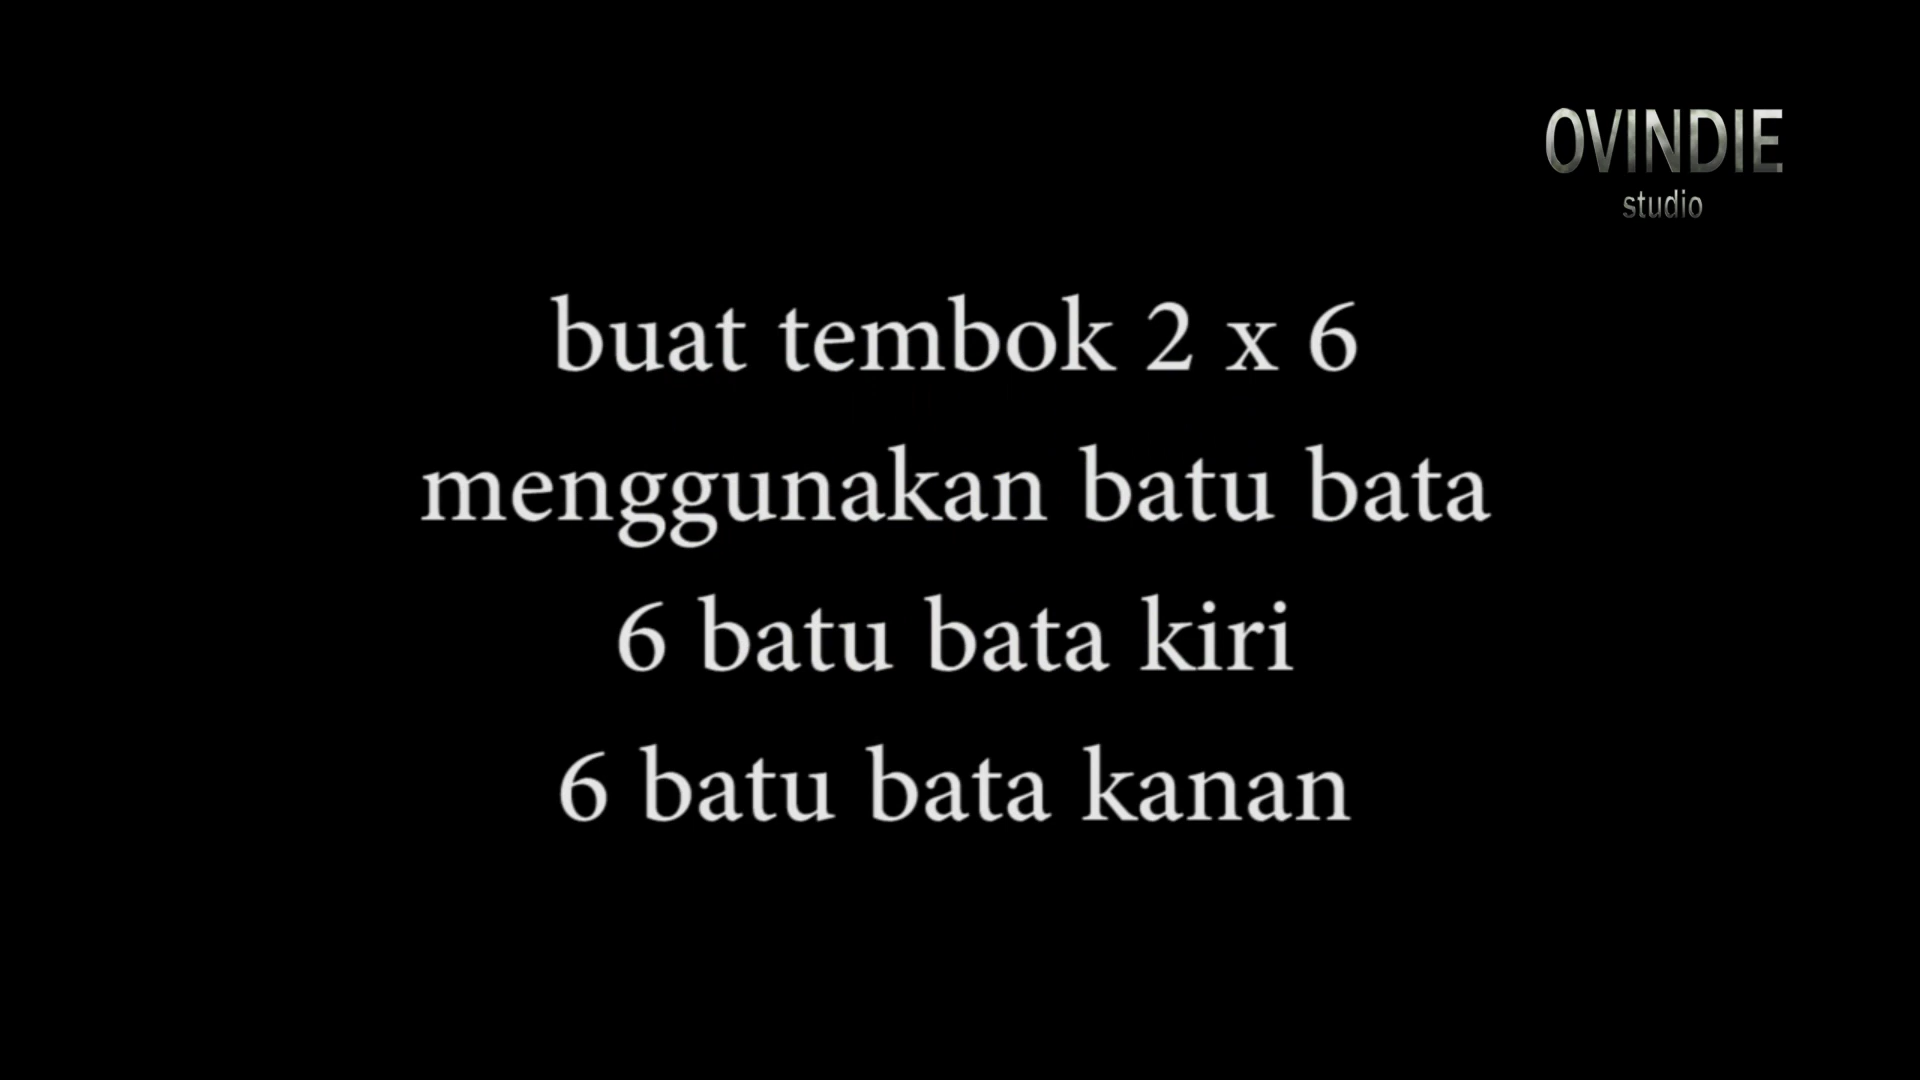 OVINDIE
studio
buat tembok 2 x 6
menggunakan batu bata
6 batu bata kiri
6 batu bata kanan